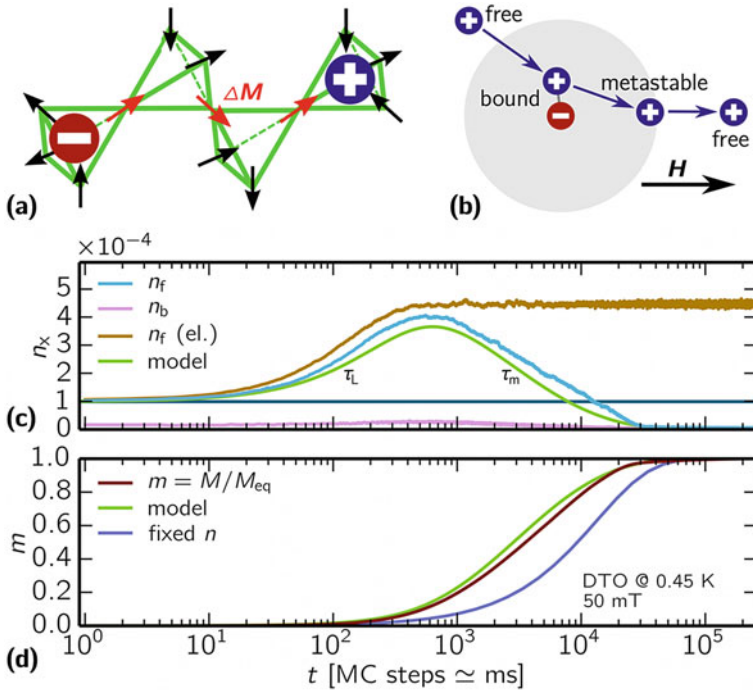 ΔM
−
+
(a)
free
+
+
metastable
bound
−
+
+
free
H
(b)
×10⁻⁴
5
4
3
2
1
0
nₓ
n_f
n_b
n_f (el.)
model
τ_L
τ_m
(c)
1.0
0.8
0.6
0.4
0.2
0.0
m
m = M/M_eq
model
fixed n
DTO @ 0.45 K
50 mT
10⁰ 10¹ 10² 10³ 10⁴ 10⁵
(d)
t [MC steps ≃ ms]